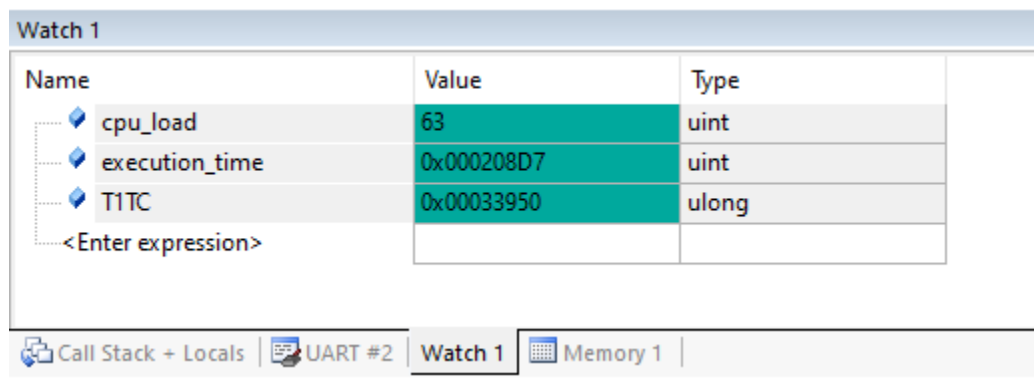 Watch 1
Name Value Type
cpu_load 63 uint
execution_time 0x000208D7 uint
T1TC 0x00033950 ulong
<Enter expression>
Call Stack + Locals UART #2 Watch 1 Memory 1